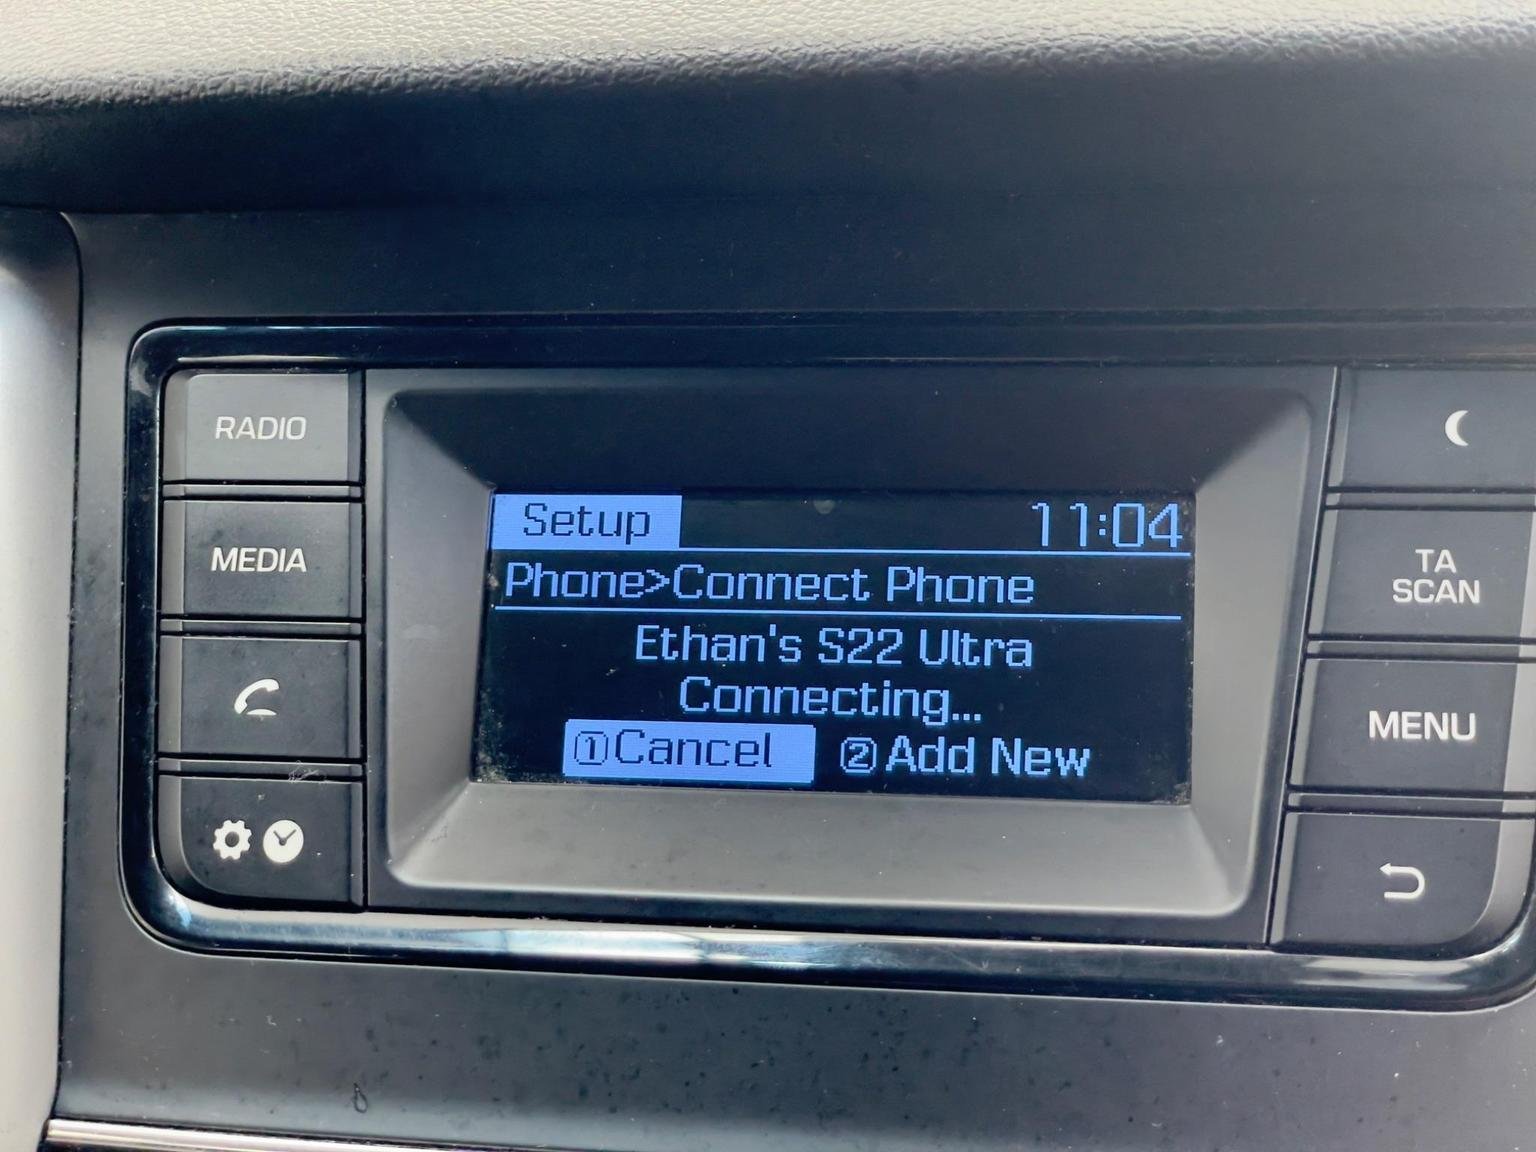 RADIO
MEDIA
Setup 11:04
Phone>Connect Phone
Ethan's S22 Ultra
Connecting...
①Cancel ②Add New
TA
SCAN
MENU